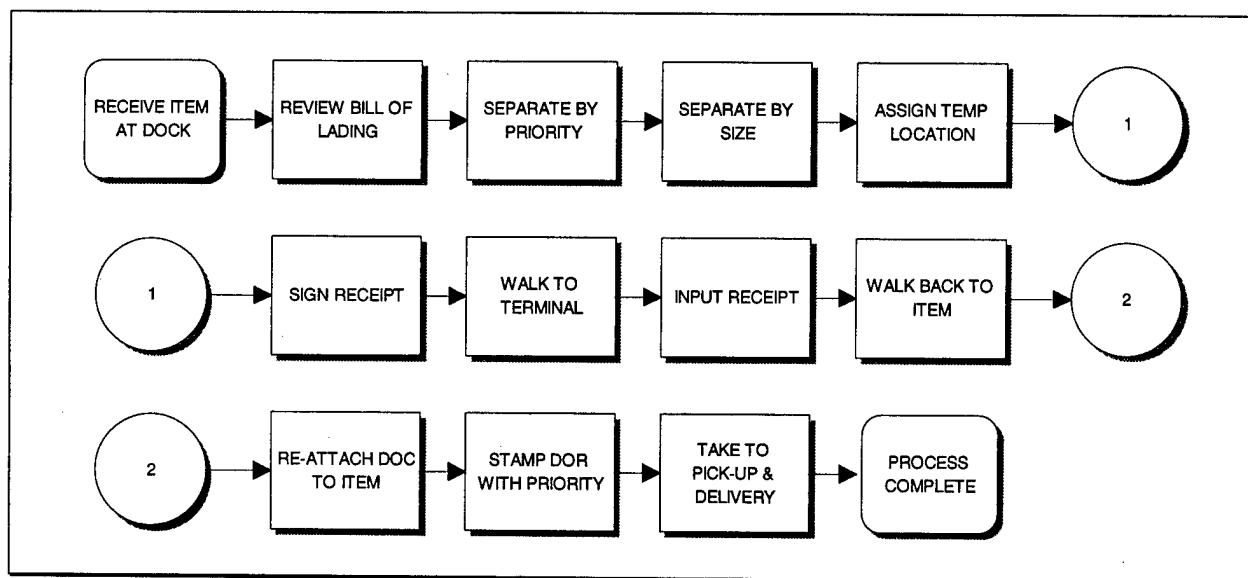 RECEIVE ITEM
AT DOCK
REVIEW BILL OF
LADING
SEPARATE BY
PRIORITY
SEPARATE BY
SIZE
ASSIGN TEMP
LOCATION
1
1
SIGN RECEIPT
WALK TO
TERMINAL
INPUT RECEIPT
WALK BACK TO
ITEM
2
2
RE-ATTACH DOC
TO ITEM
STAMP DOR
WITH PRIORITY
TAKE TO
PICK-UP &
DELIVERY
PROCESS
COMPLETE